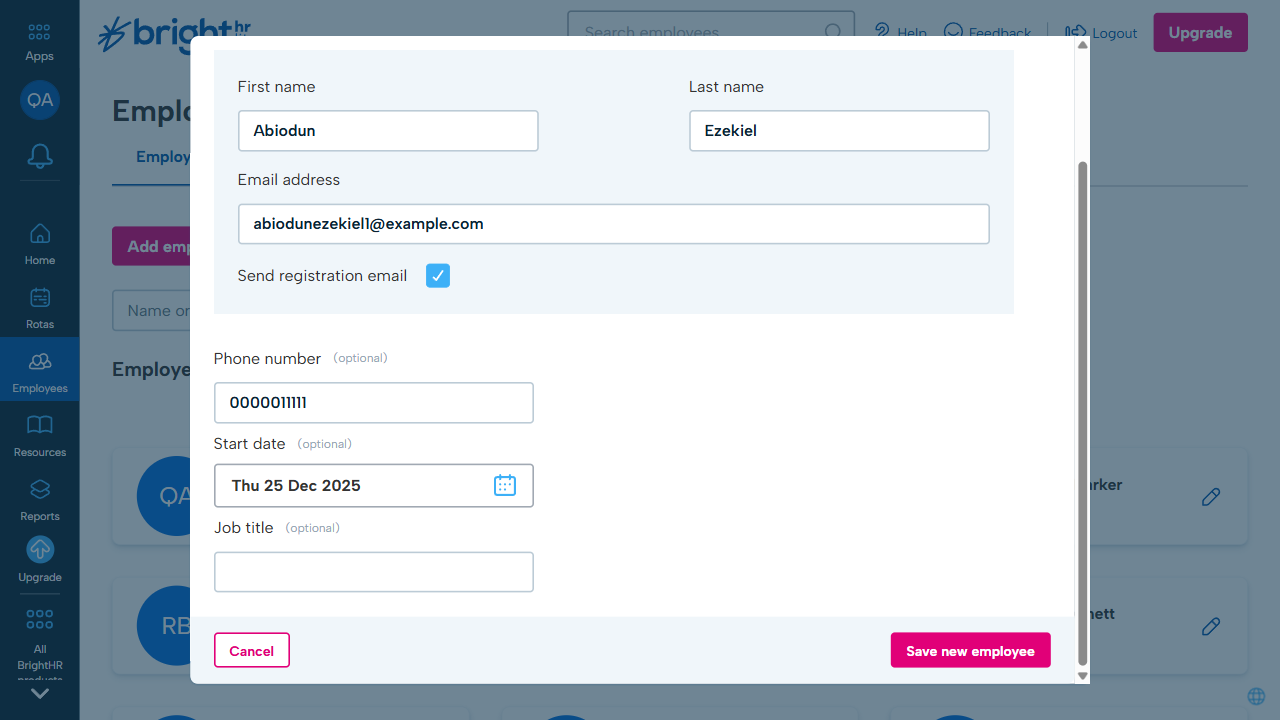 Apps
brighthr
Search employees
Help
Feedback
Logout
Upgrade
QA
Emplo
Employ
First name
Last name
Abiodun
Ezekiel
Email address
abiodunezekiel1@example.com
Send registration email
Add emp
Name or
Home
Rotas
Employees
Resources
Reports
Upgrade
All
BrightHR
products
Employe
Phone number (optional)
0000011111
Start date (optional)
Thu 25 Dec 2025
Job title (optional)
QA
rker
RB
nett
Cancel
Save new employee